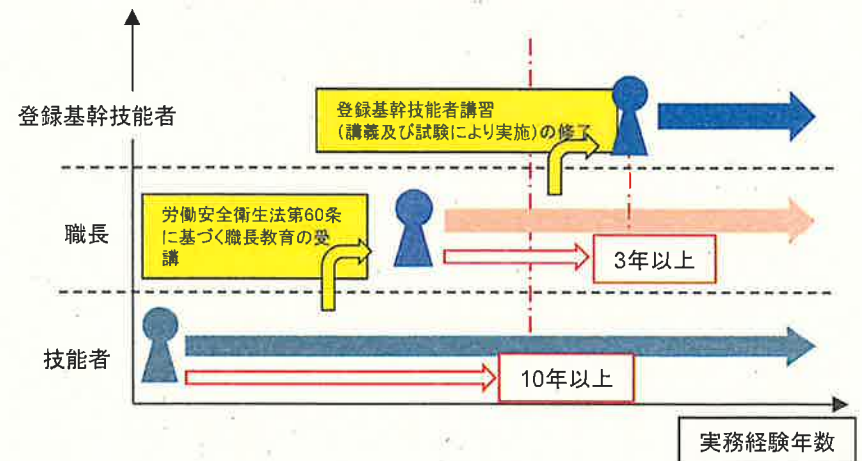 登録基幹技能者
登録基幹技能者講習
(講義及び試験により実施)の修了
職長
労働安全衛生法第60条
に基づく職長教育の受
講
3年以上
技能者
10年以上
実務経験年数